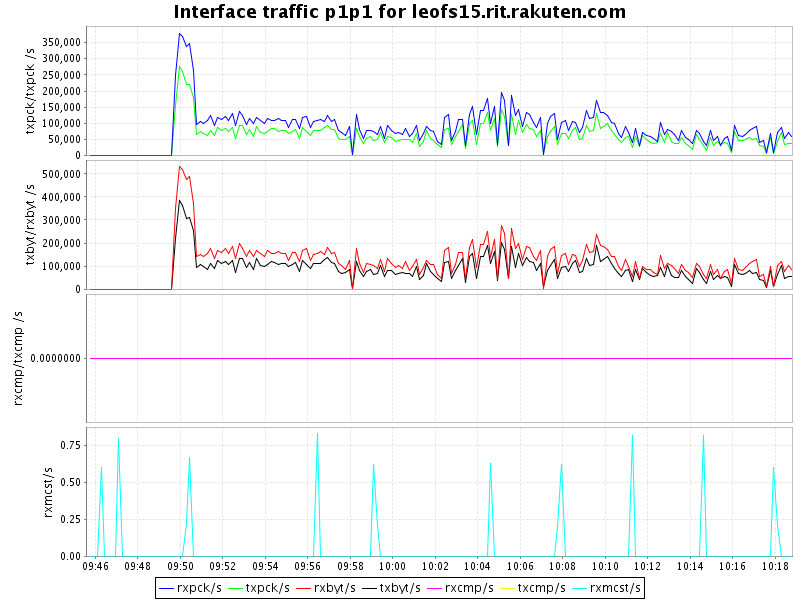 Interface traffic p1p1 for leofs15.rit.rakuten.com
txpck/txpck /s
350,000
300,000
250,000
200,000
150,000
100,000
50,000
0
txbyt/rxbyt /s
500,000
400,000
300,000
200,000
100,000
0
rxcmp/txcmp /s
0.0000000
rxmcst/s
0.75
0.50
0.25
0.00
09:46 09:48 09:50 09:52 09:54 09:56 09:58 10:00 10:02 10:04 10:06 10:08 10:10 10:12 10:14 10:16 10:18
rxpck/s txpck/s rxbyt/s txbyt/s rxcmp/s txcmp/s rxmcst/s